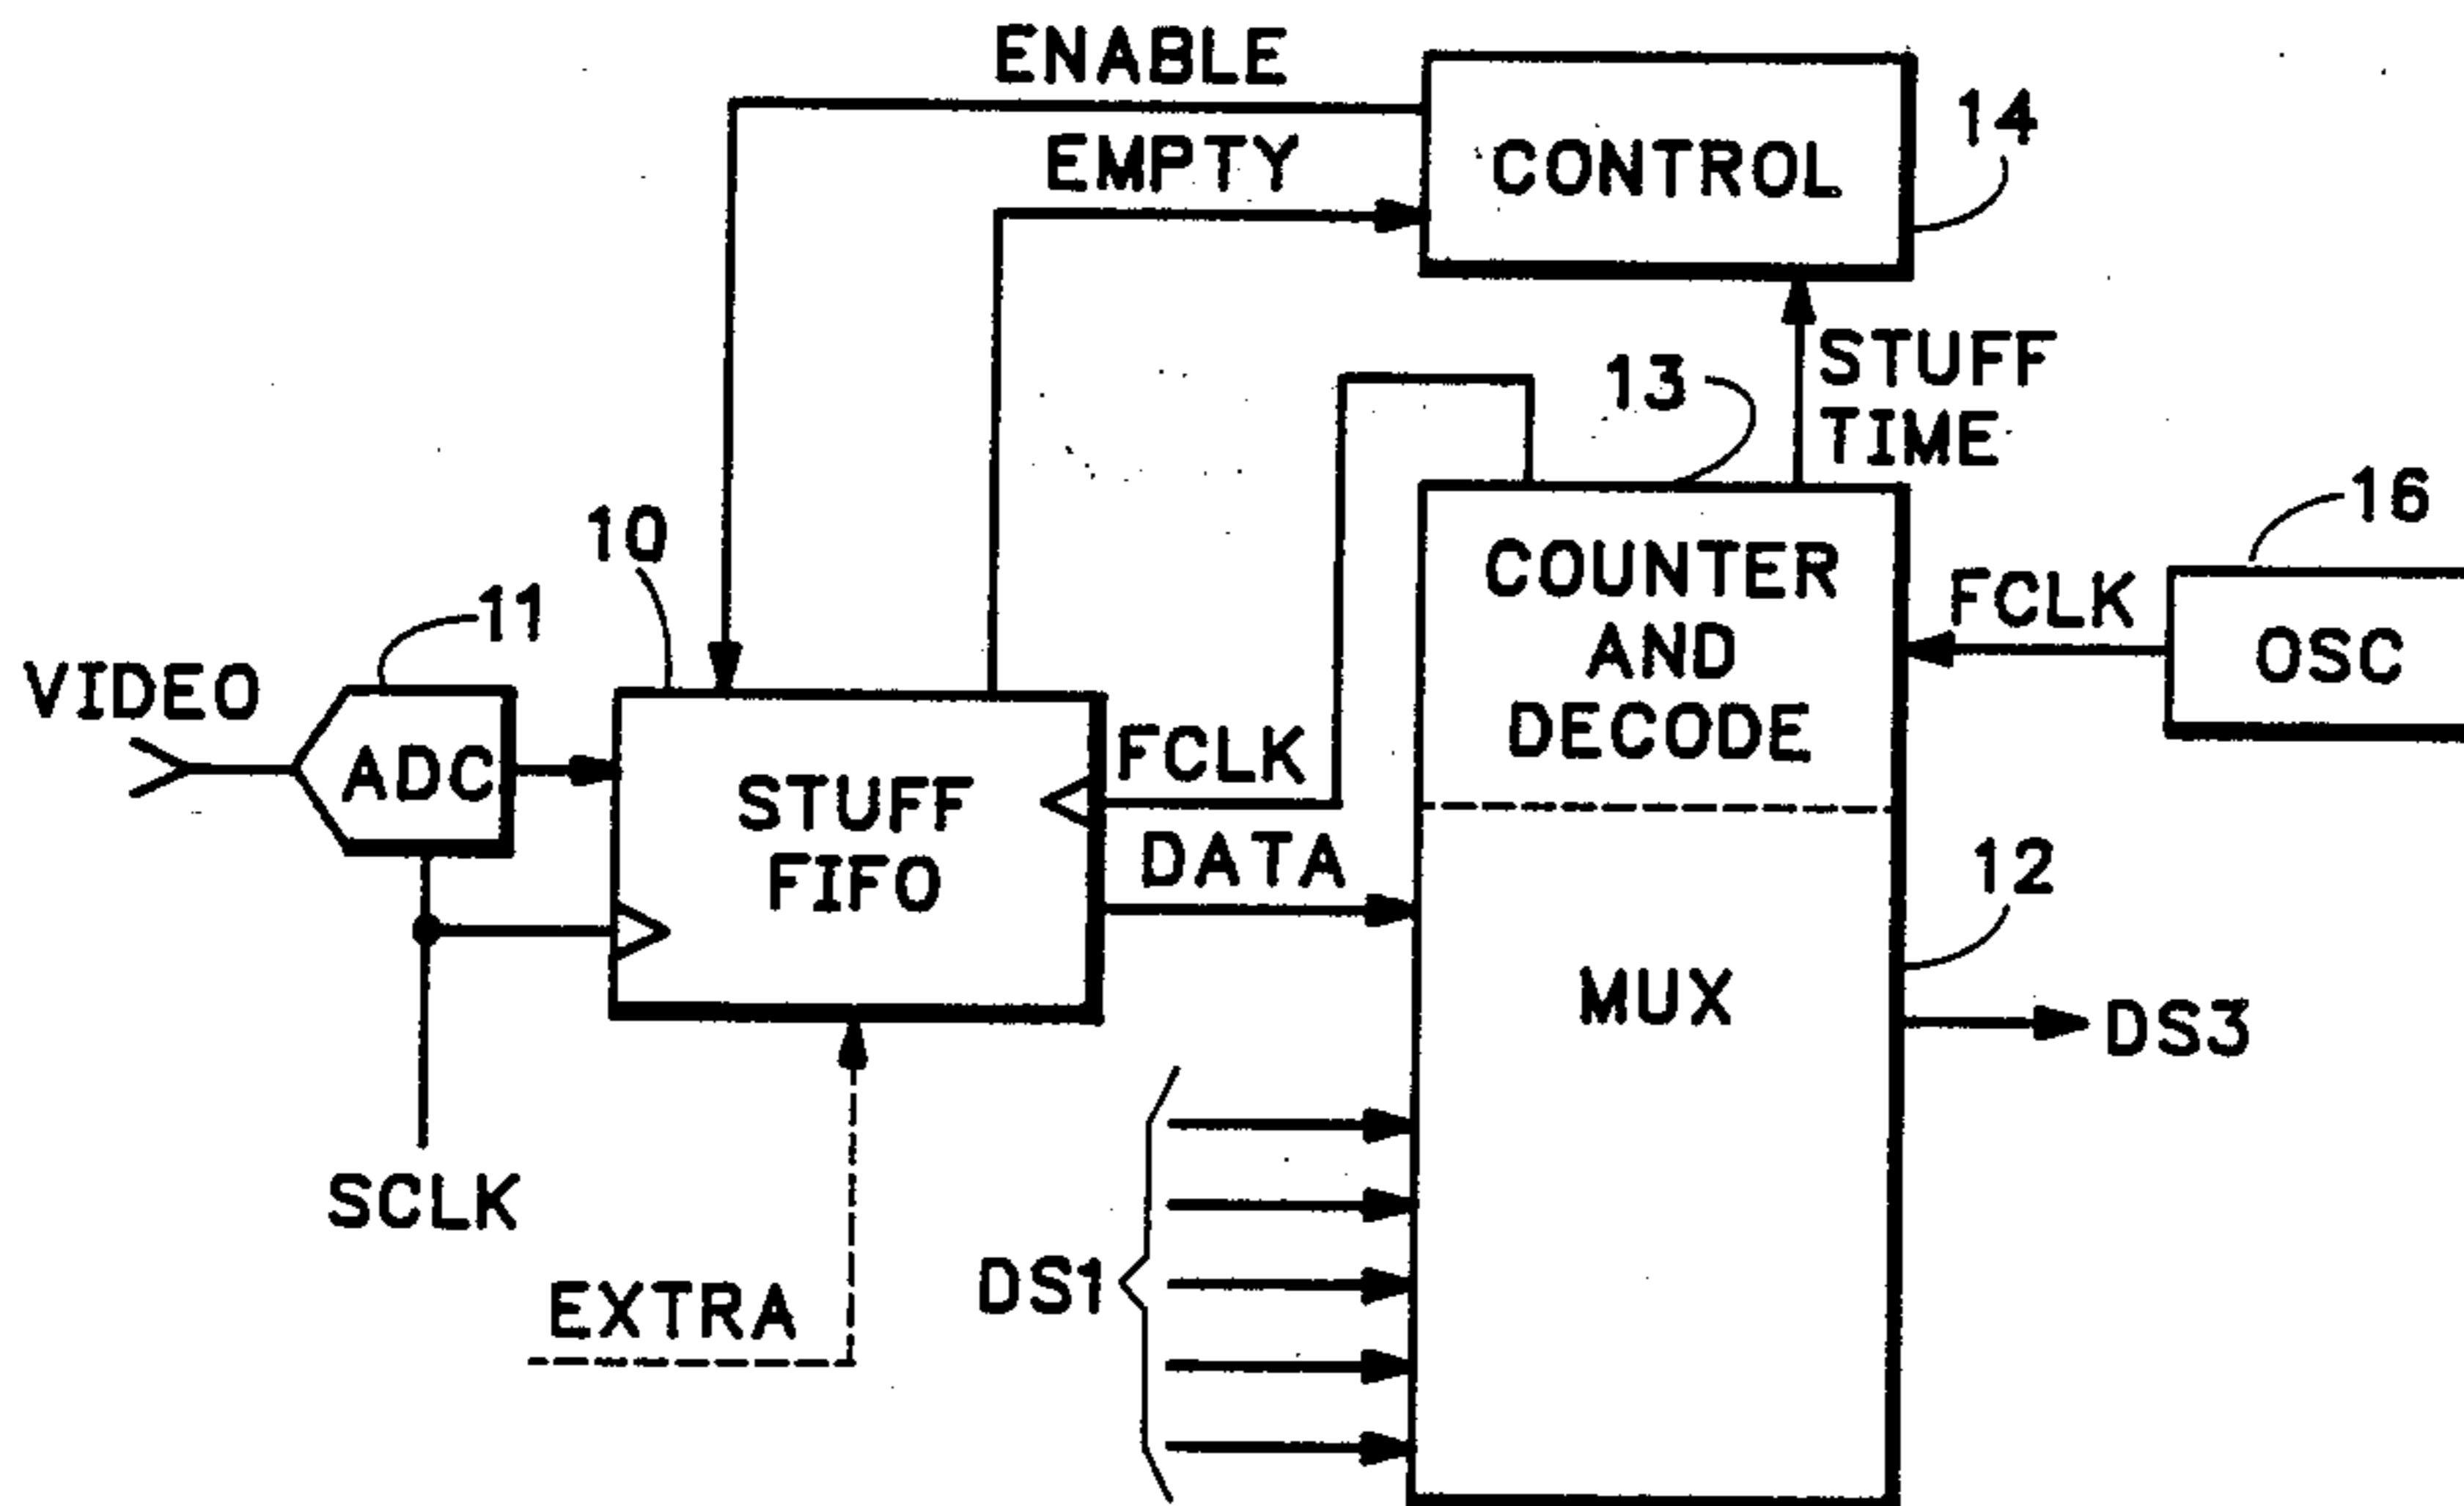 ENABLE
EMPTY
CONTROL
14
STUFF
TIME
13
16
10
11
COUNTER
AND
DECODE
FCLK
OSC
VIDEO
ADC
STUFF
FIFO
FCLK
DATA
12
MUX
DS3
SCLK
EXTRA
DS1